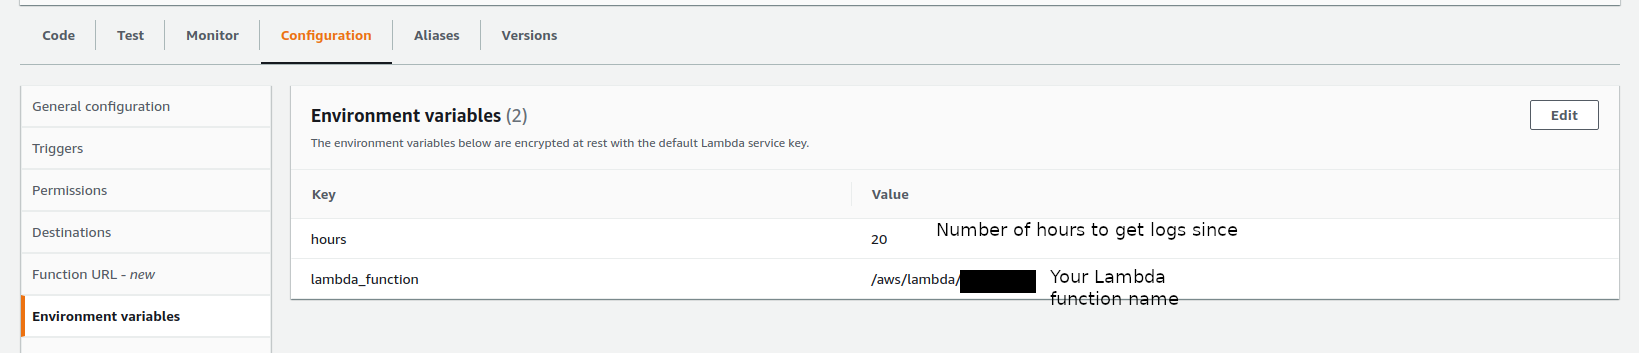 Code Test Monitor Configuration Aliases Versions
General configuration
Triggers
Permissions
Destinations
Function URL - new
Environment variables
Environment variables (2)
Edit
The environment variables below are encrypted at rest with the default Lambda service key.
Key Value
hours 20 Number of hours to get logs since
lambda_function /aws/lambda/ Your Lambda
function name